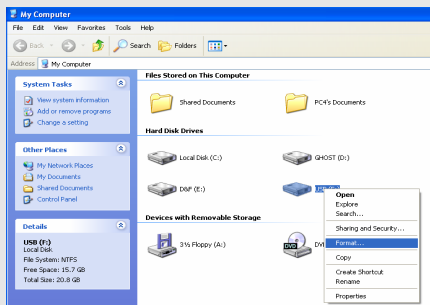 My Computer
File Edit View Favorites Tools Help
Back Search Folders
Address My Computer
System Tasks
View system information
Add or remove programs
Change a setting
Other Places
My Network Places
My Documents
Shared Documents
Control Panel
Details
USB (F:)
Local Disk
File System: NTFS
Free Space: 15.7 GB
Total Size: 20.8 GB
Files Stored on This Computer
Shared Documents PC4's Documents
Hard Disk Drives
Local Disk (C:) GHOST (D:)
D&F (E:) USB (F:)
Devices with Removable Storage
3½ Floppy (A:)
DVD
Open
Explore
Search...
Sharing and Security...
Format...
Copy
Create Shortcut
Rename
Properties